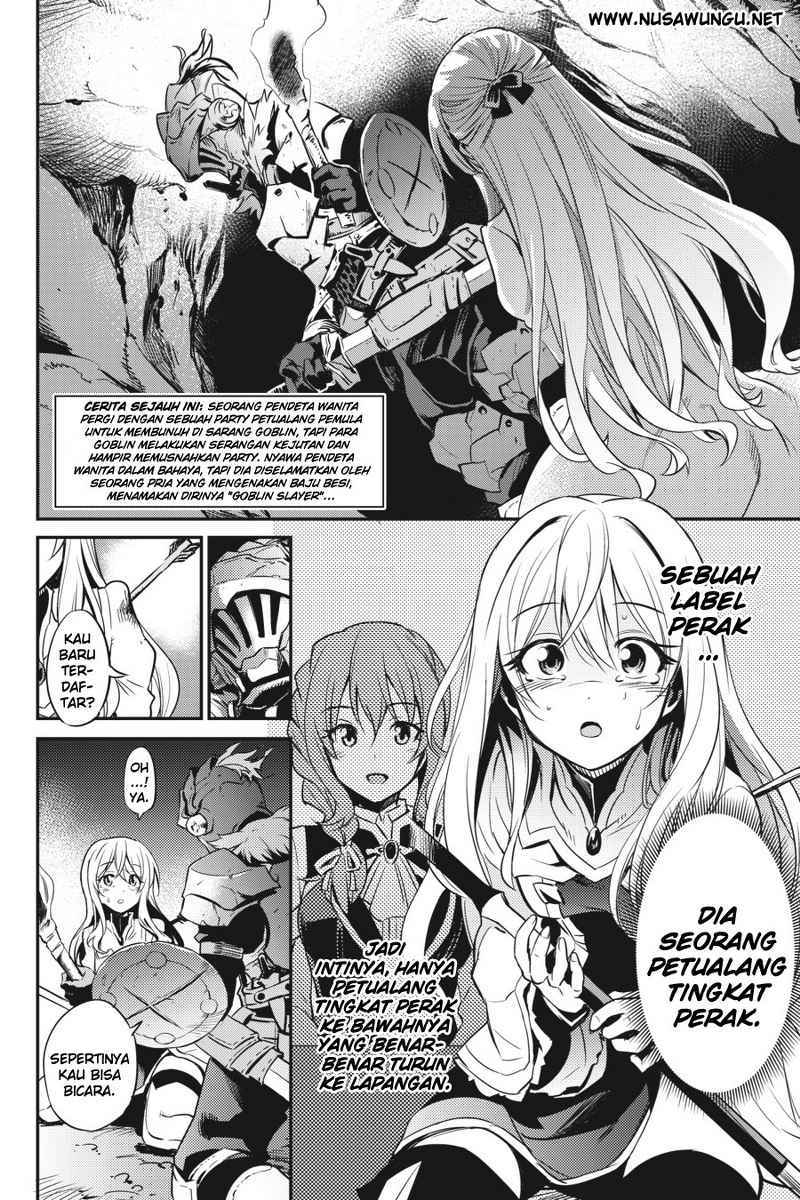 WWW.NUSAWUNGU.NET
CERITA SEJAUH INI: SEORANG PENDETA WANITA
PERGI DENGAN SEBUAH PARTY PETUALANG PEMULA
UNTUK MEMBUNUH DI SARANG GOBLIN, TAPI PARA
GOBLIN MELAKUKAN SERANGAN KEJUTAN DAN
HAMPIR MEMUSNAHKAN PARTY. NYAWA PENDETA
WANITA DALAM BAHAYA, TAPI DIA DISELAMATKAN OLEH
SEORANG PRIA YANG MENGENAKAN BAJU BESI,
MENAMAKAN DIRINYA "GOBLIN SLAYER"...
SEBUAH
LABEL
PERAK
...
DIA
SEORANG
PETUALANG
TINGKAT
PERAK.
JADI
INTINYA, HANYA
PETUALANG
TINGKAT PERAK
KE BAWAHNYA
YANG BENAR-
BENAR TURUN
KE LAPANGAN.
KAU
BARU
TER-
DAF-
TAR?
OH
...!
YA.
SEPERTINYA
KAU BISA
BICARA.